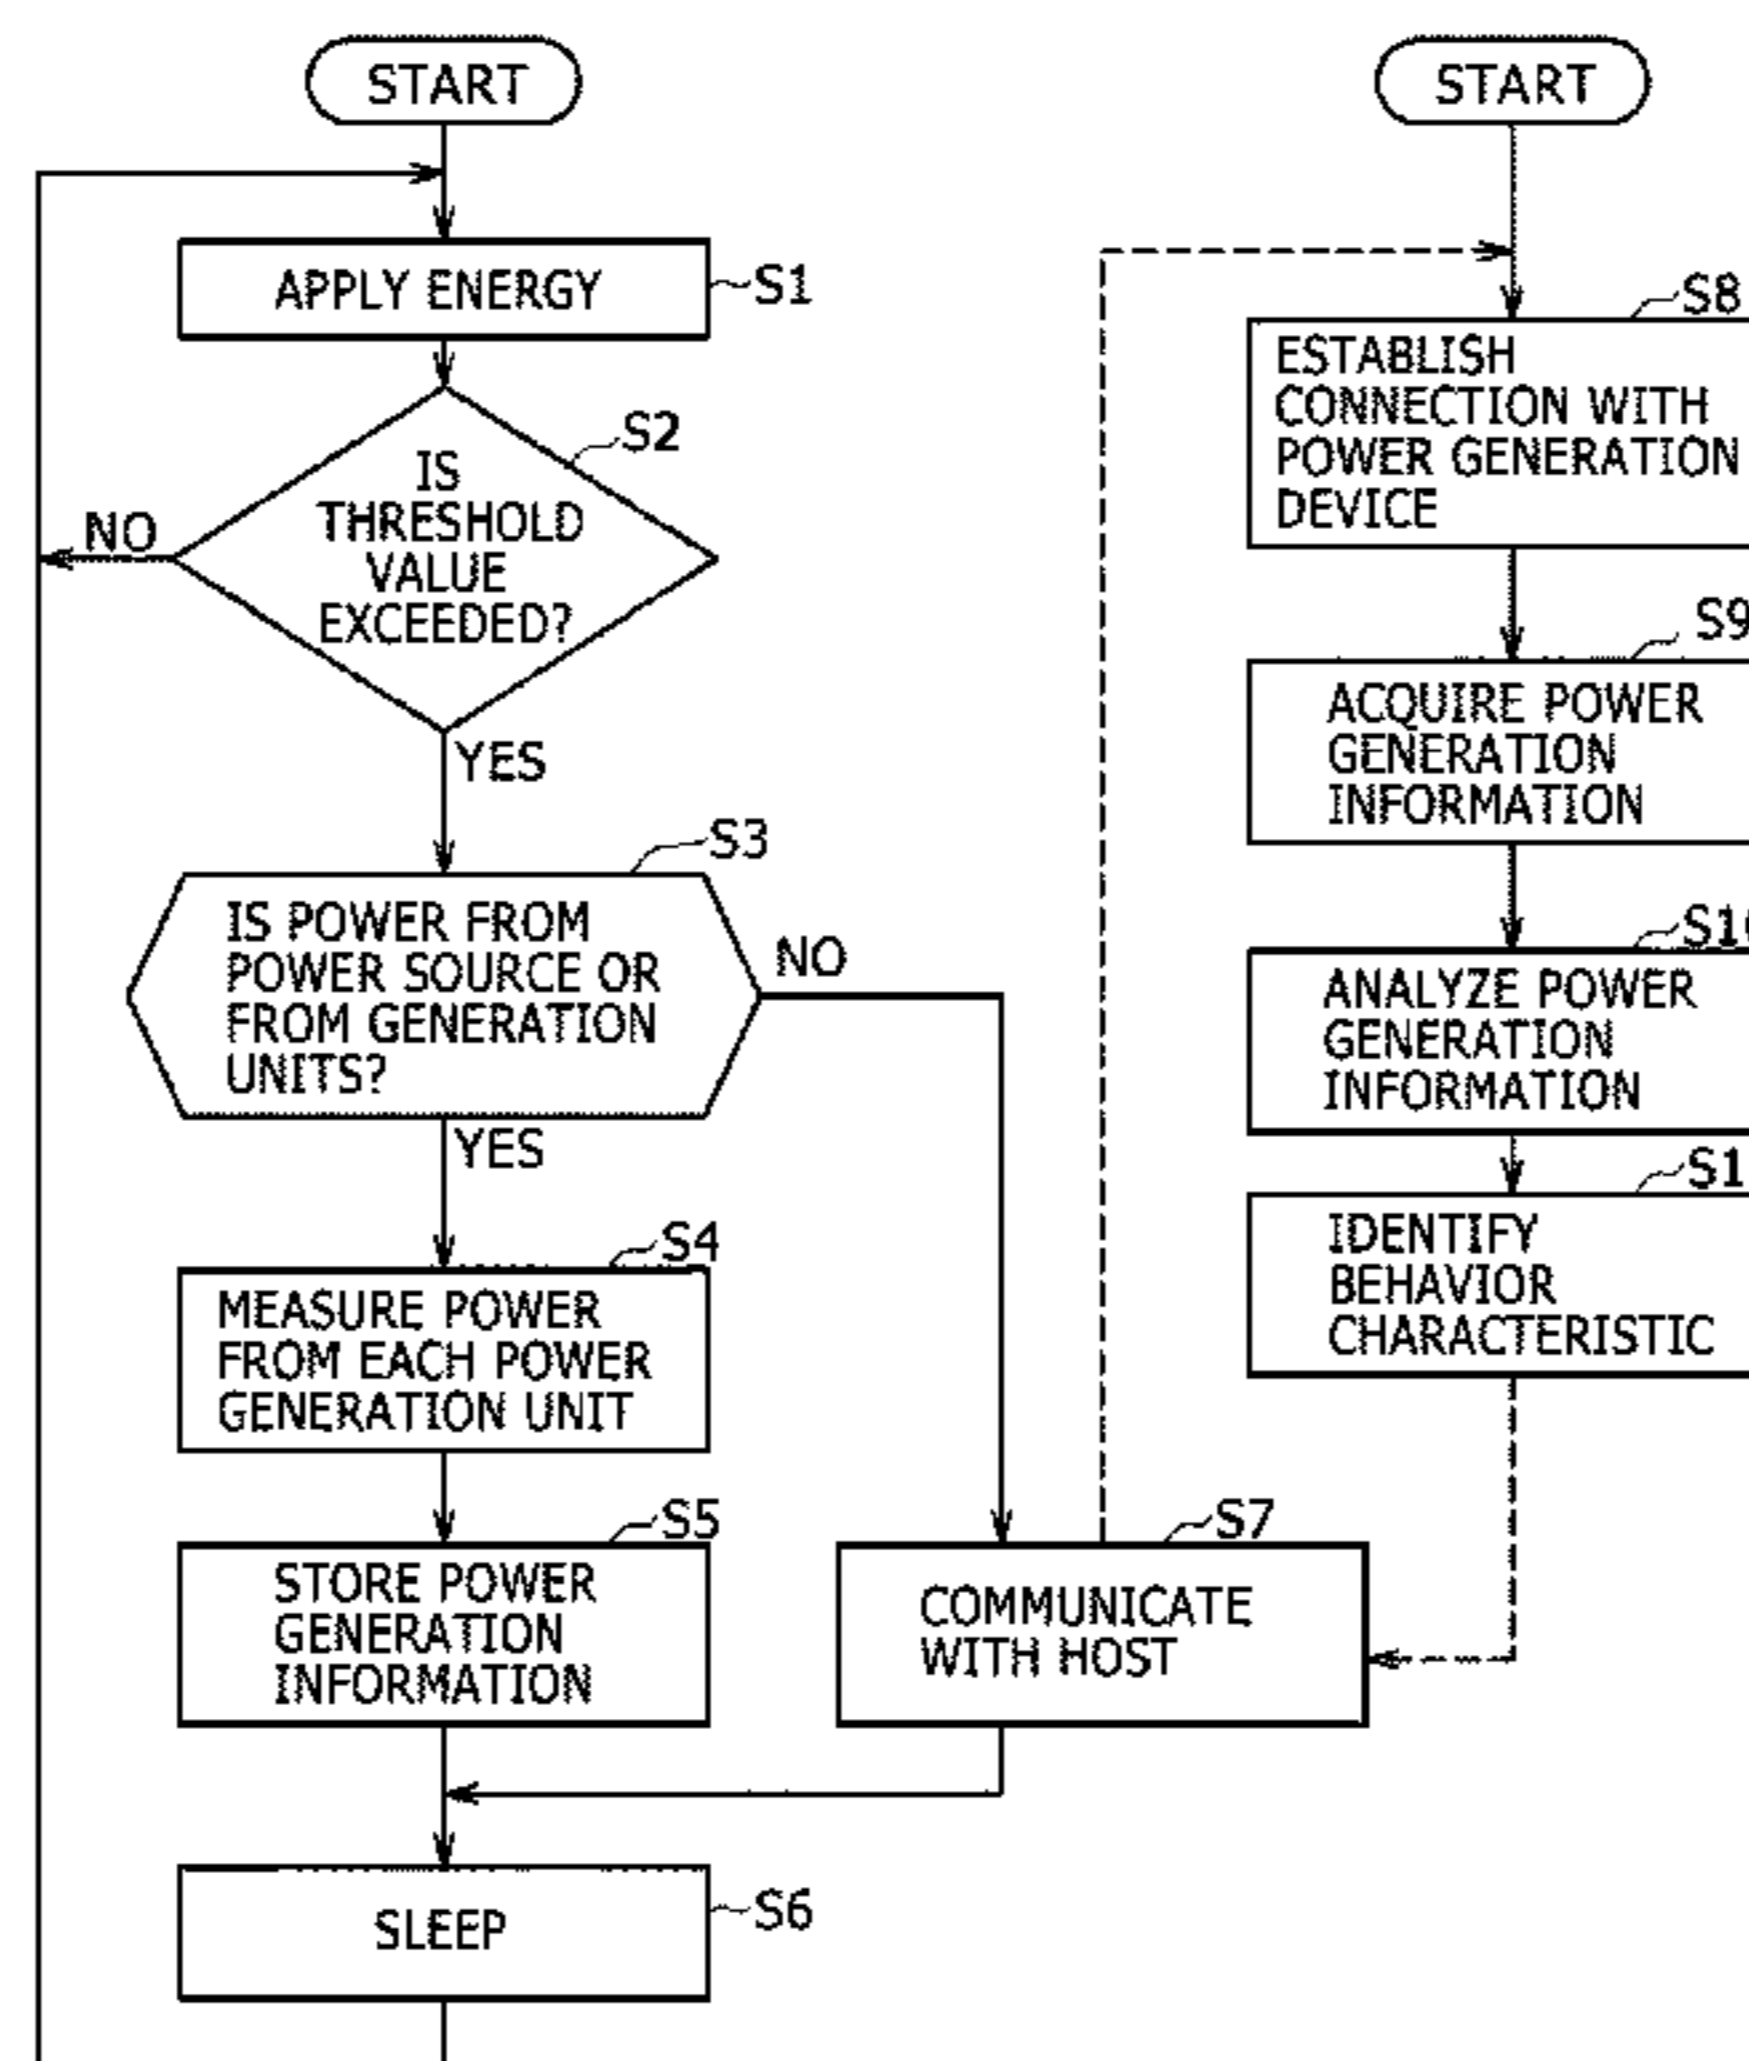 START
APPLY ENERGY
S1
IS
THRESHOLD
VALUE
EXCEEDED?
S2
NO
YES
IS POWER FROM
POWER SOURCE OR
FROM GENERATION
UNITS?
S3
NO
YES
MEASURE POWER
FROM EACH POWER
GENERATION UNIT
S4
STORE POWER
GENERATION
INFORMATION
S5
COMMUNICATE
WITH HOST
S7
SLEEP
S6
START
S8
ESTABLISH
CONNECTION WITH
POWER GENERATION
DEVICE
S9
ACQUIRE POWER
GENERATION
INFORMATION
ANALYZE POWER
GENERATION
INFORMATION
IDENTIFY
BEHAVIOR
CHARACTERISTIC